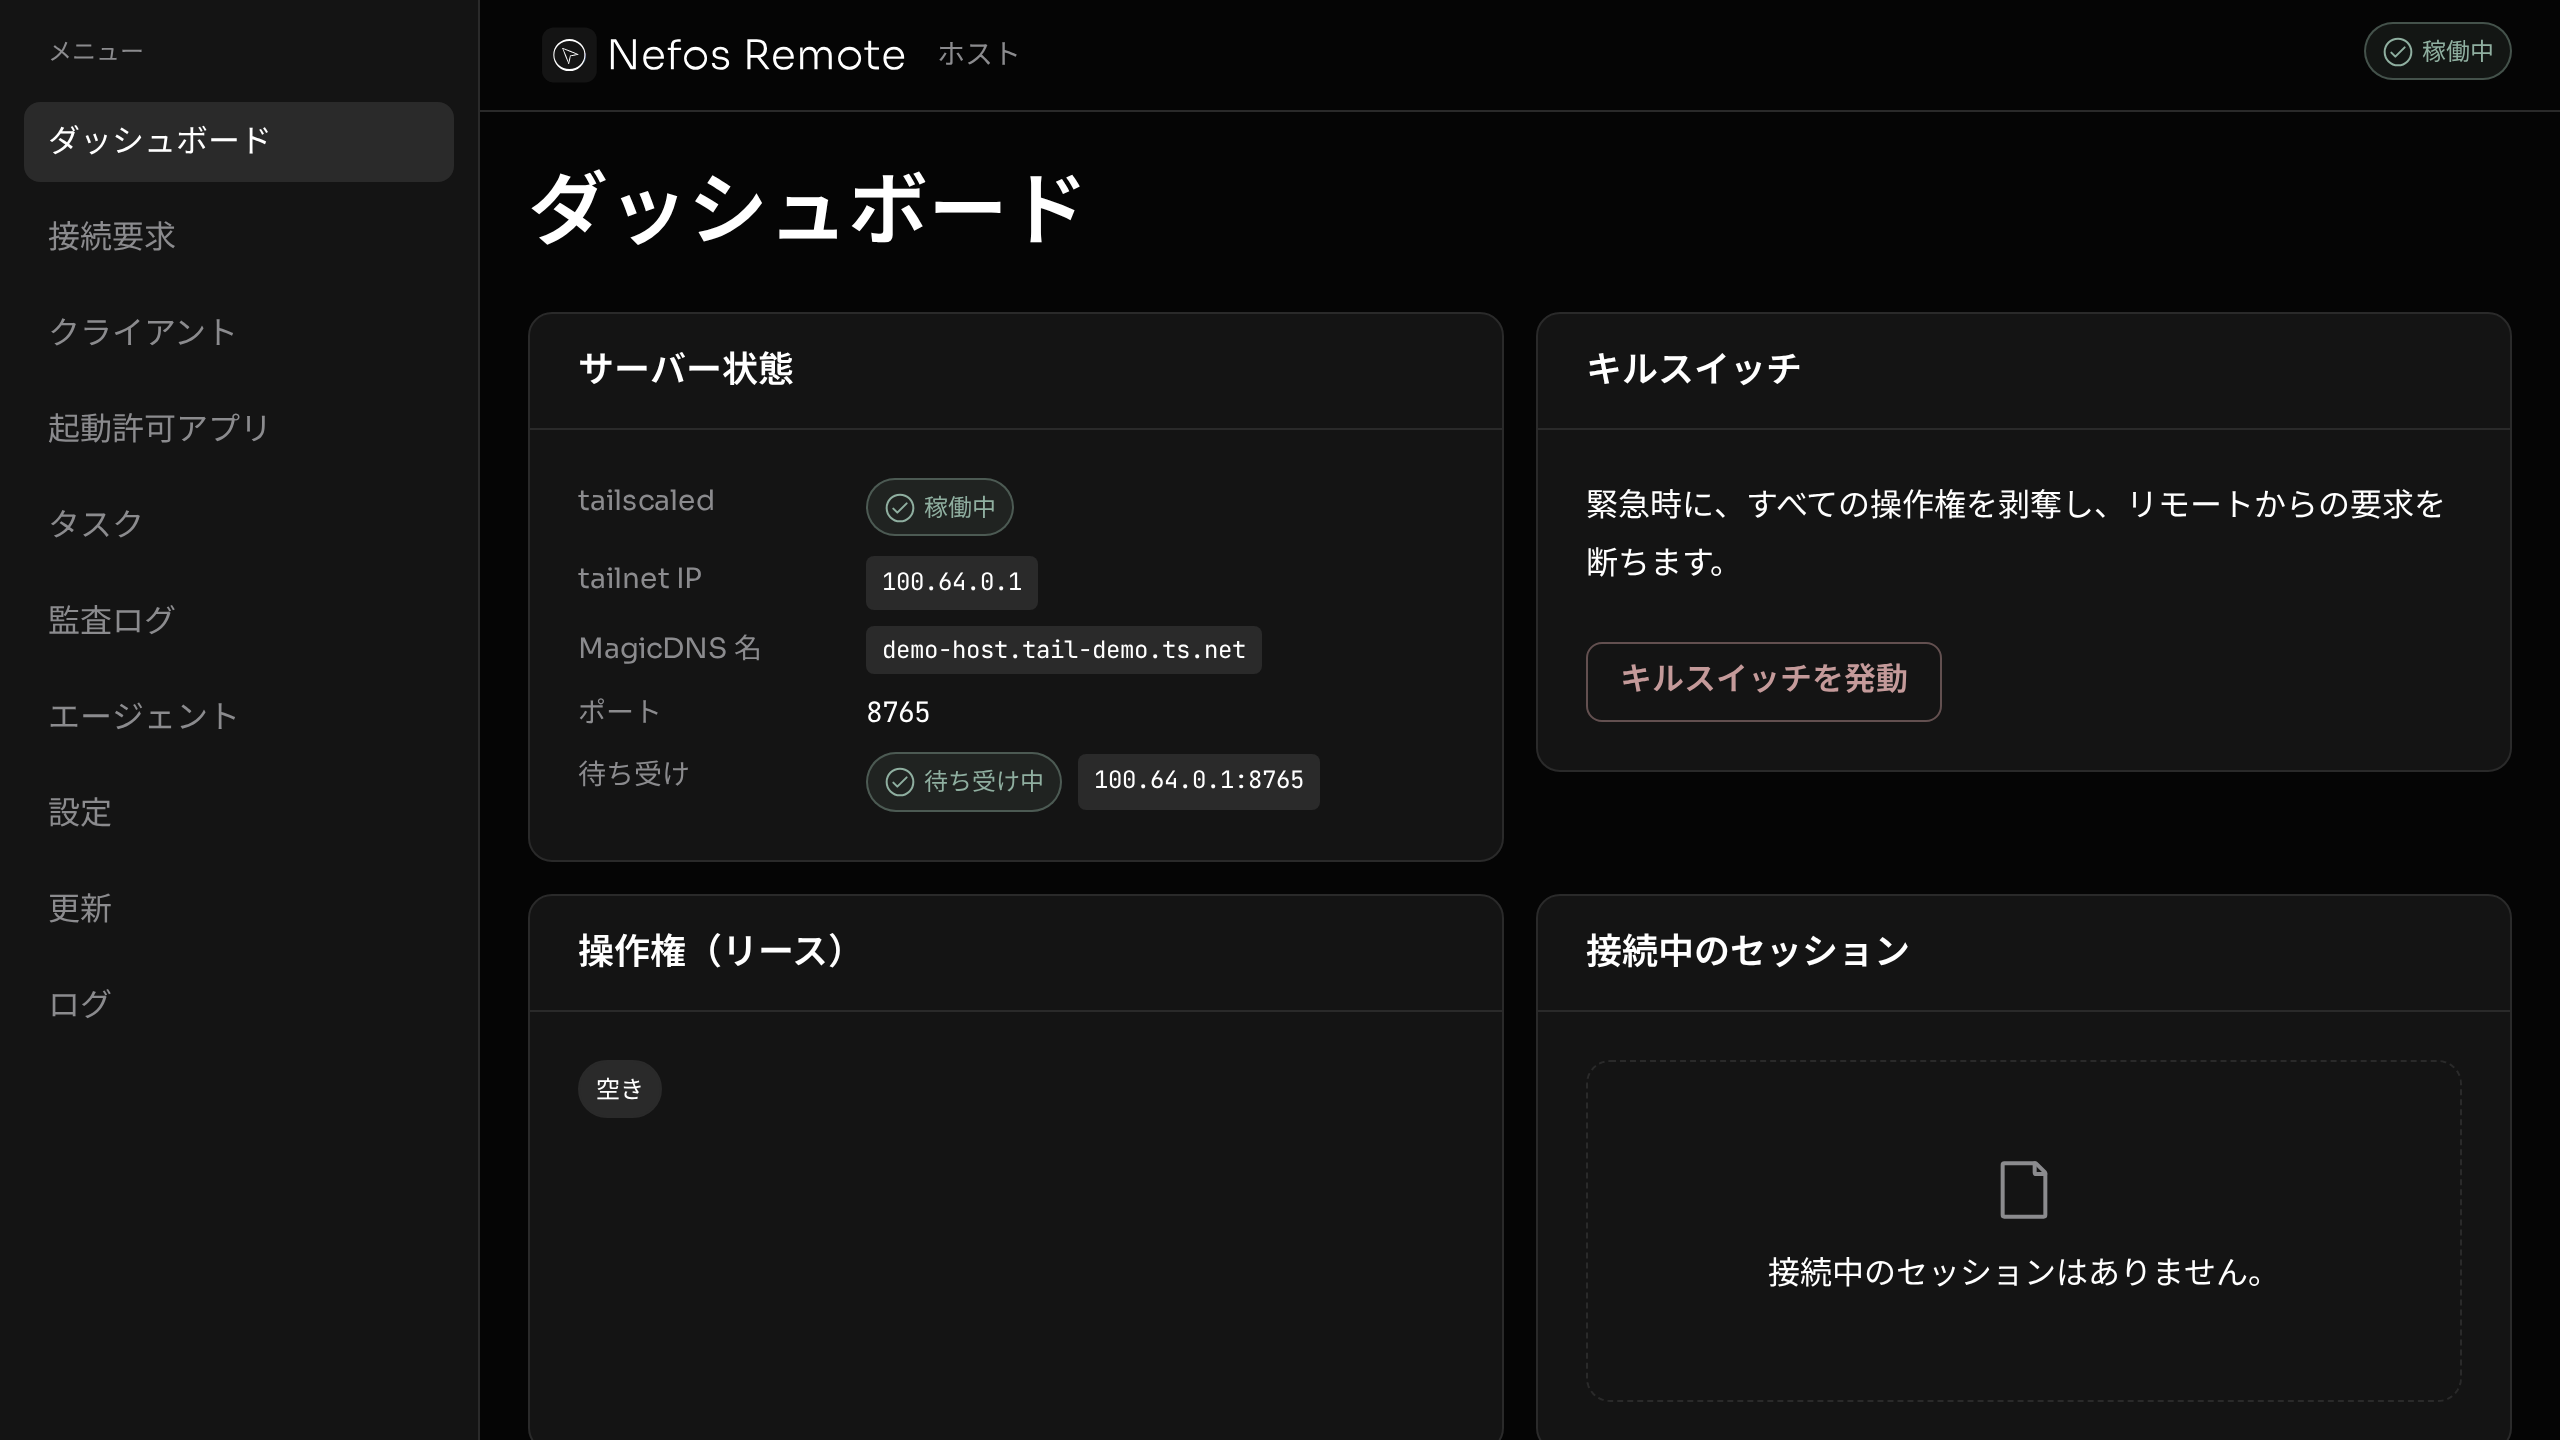 メニュー
ダッシュボード
接続要求
クライアント
起動許可アプリ
タスク
監査ログ
エージェント
設定
更新
ログ
Nefos Remote ホスト
稼働中
ダッシュボード
サーバー状態
tailscaled 稼働中
tailnet IP 100.64.0.1
MagicDNS 名 demo-host.tail-demo.ts.net
ポート 8765
待ち受け 待ち受け中 100.64.0.1:8765
キルスイッチ
緊急時に、すべての操作権を剥奪し、リモートからの要求を
断ちます。
キルスイッチを発動
操作権（リース）
空き
接続中のセッション
接続中のセッションはありません。